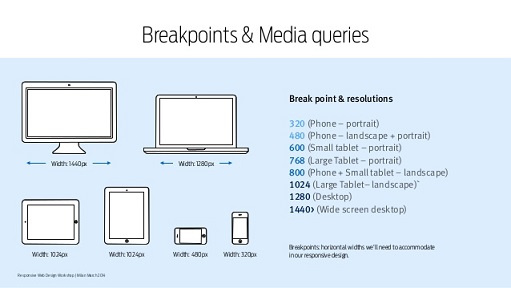 Breakpoints & Media queries
Break point & resolutions
320 (Phone – portrait)
480 (Phone – landscape + portrait)
600 (Small tablet – portrait)
768 (Large Tablet – portrait)
800 (Phone + Small tablet – landscape)
1024 (Large Tablet– landscape)*
1280 (Desktop)
1440> (Wide screen desktop)
Width: 1440px
Width: 1280px
Width: 1024px
Width: 1024px
Width: 480px
Width: 320px
Breakpoints: horizontal widths we'll need to accommodate
in our responsive design.
Responsive Web Design Workshop |